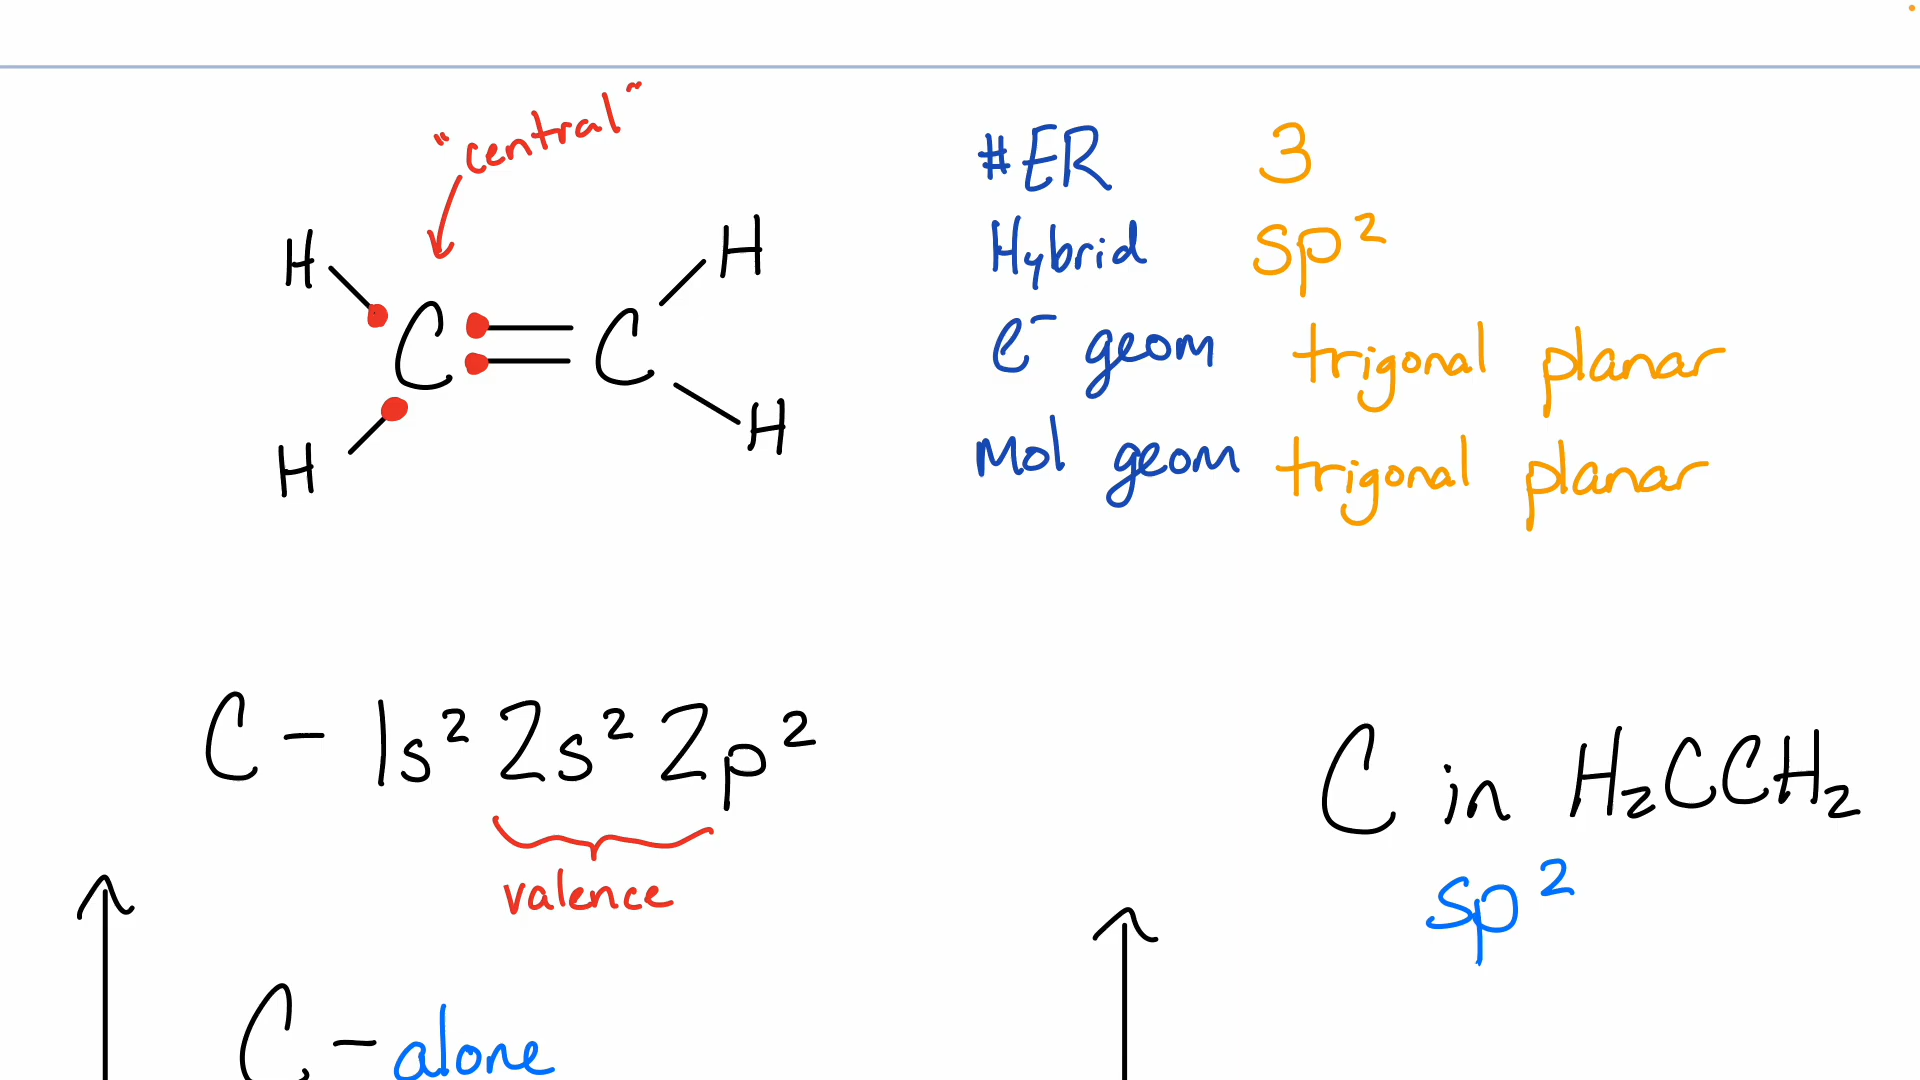 "central"
H H
C = C
H H
#ER 3
Hybrid sp²
e⁻ geom trigonal planar
Mol geom trigonal planar
C - 1s² 2s² 2p²
valence
C in H₂CCH₂
sp²
C - alone